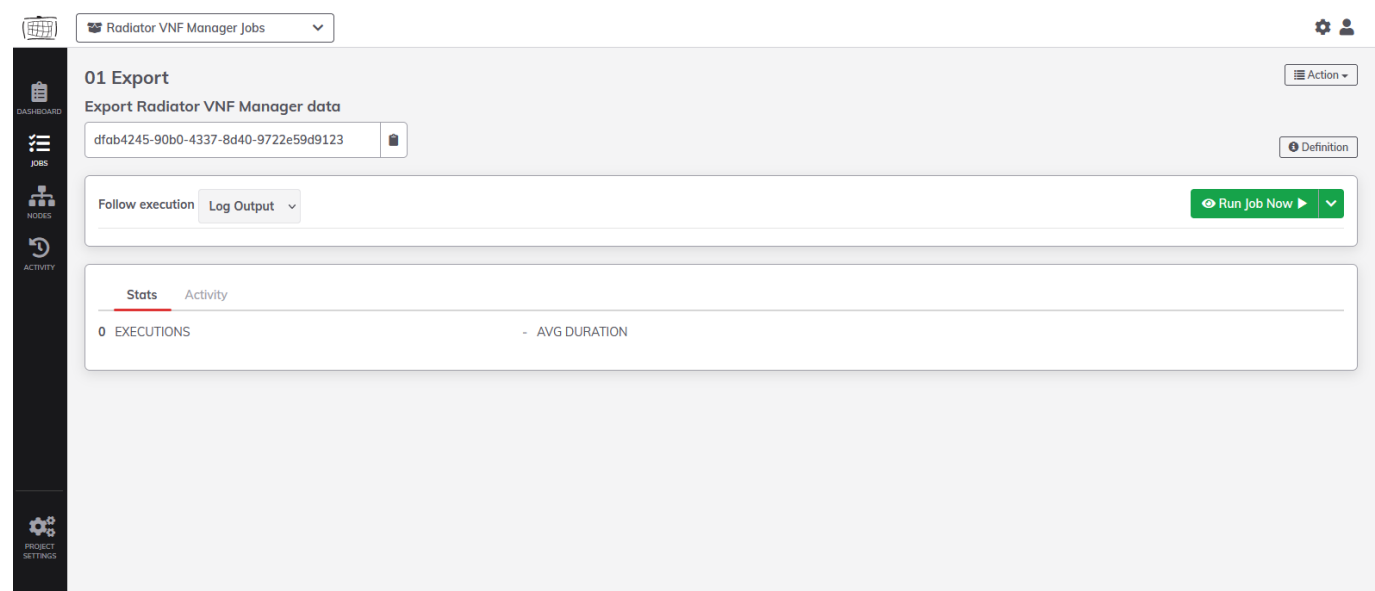 Radiator VNF Manager Jobs
01 Export
Action
Export Radiator VNF Manager data
dfab4245-90b0-4337-8d40-9722e59d9123
Definition
DASHBOARD
JOBS
NODES
ACTIVITY
PROJECT
SETTINGS
Follow execution Log Output
Run Job Now
Stats Activity
0 EXECUTIONS - AVG DURATION